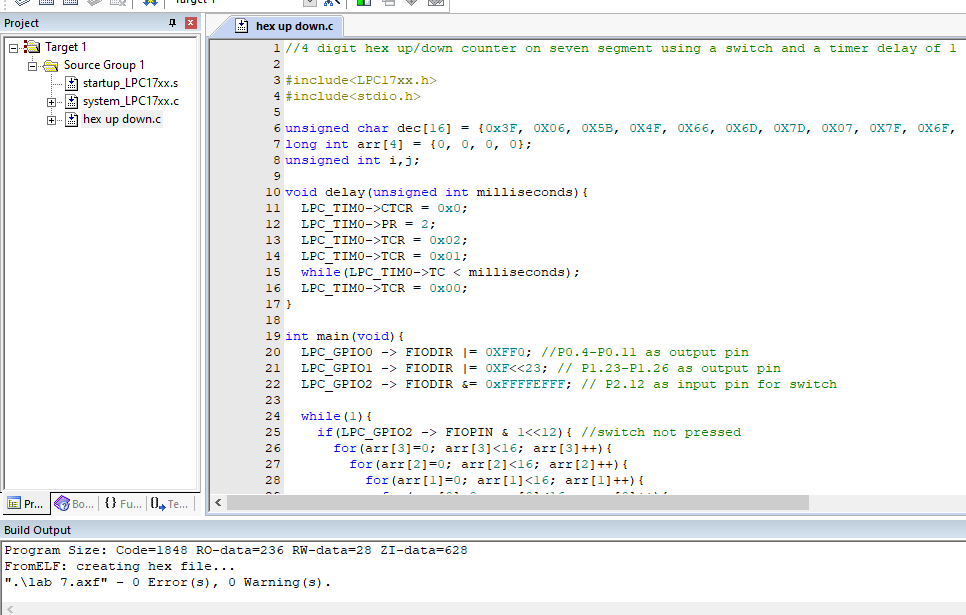 Target 1
Project
hex up down.c
Target 1
Source Group 1
startup_LPC17xx.s
system_LPC17xx.c
hex up down.c
1 //4 digit hex up/down counter on seven segment using a switch and a timer delay of 1
2
3 #include<LPC17xx.h>
4 #include<stdio.h>
5
6 unsigned char dec[16] = {0x3F, 0X06, 0X5B, 0X4F, 0X66, 0X6D, 0X7D, 0X07, 0X7F, 0X6F,
7 long int arr[4] = {0, 0, 0, 0};
8 unsigned int i,j;
9
10 void delay(unsigned int milliseconds){
11 LPC_TIM0->CTCR = 0x0;
12 LPC_TIM0->PR = 2;
13 LPC_TIM0->TCR = 0x02;
14 LPC_TIM0->TCR = 0x01;
15 while(LPC_TIM0->TC < milliseconds);
16 LPC_TIM0->TCR = 0x00;
17 }
18
19 int main(void){
20 LPC_GPIO0 -> FIODIR |= 0XFF0; //P0.4-P0.11 as output pin
21 LPC_GPIO1 -> FIODIR |= 0XF<<23; // P1.23-P1.26 as output pin
22 LPC_GPIO2 -> FIODIR &= 0xFFFFEFFF; // P2.12 as input pin for switch
23
24 while(1){
25 if(LPC_GPIO2 -> FIOPIN & 1<<12){ //switch not pressed
26 for(arr[3]=0; arr[3]<16; arr[3]++){
27 for(arr[2]=0; arr[2]<16; arr[2]++){
28 for(arr[1]=0; arr[1]<16; arr[1]++){
Pr... Bo... {} Fu... Te...
Build Output
Program Size: Code=1848 RO-data=236 RW-data=28 ZI-data=628
FromELF: creating hex file...
".\lab 7.axf" - 0 Error(s), 0 Warning(s).